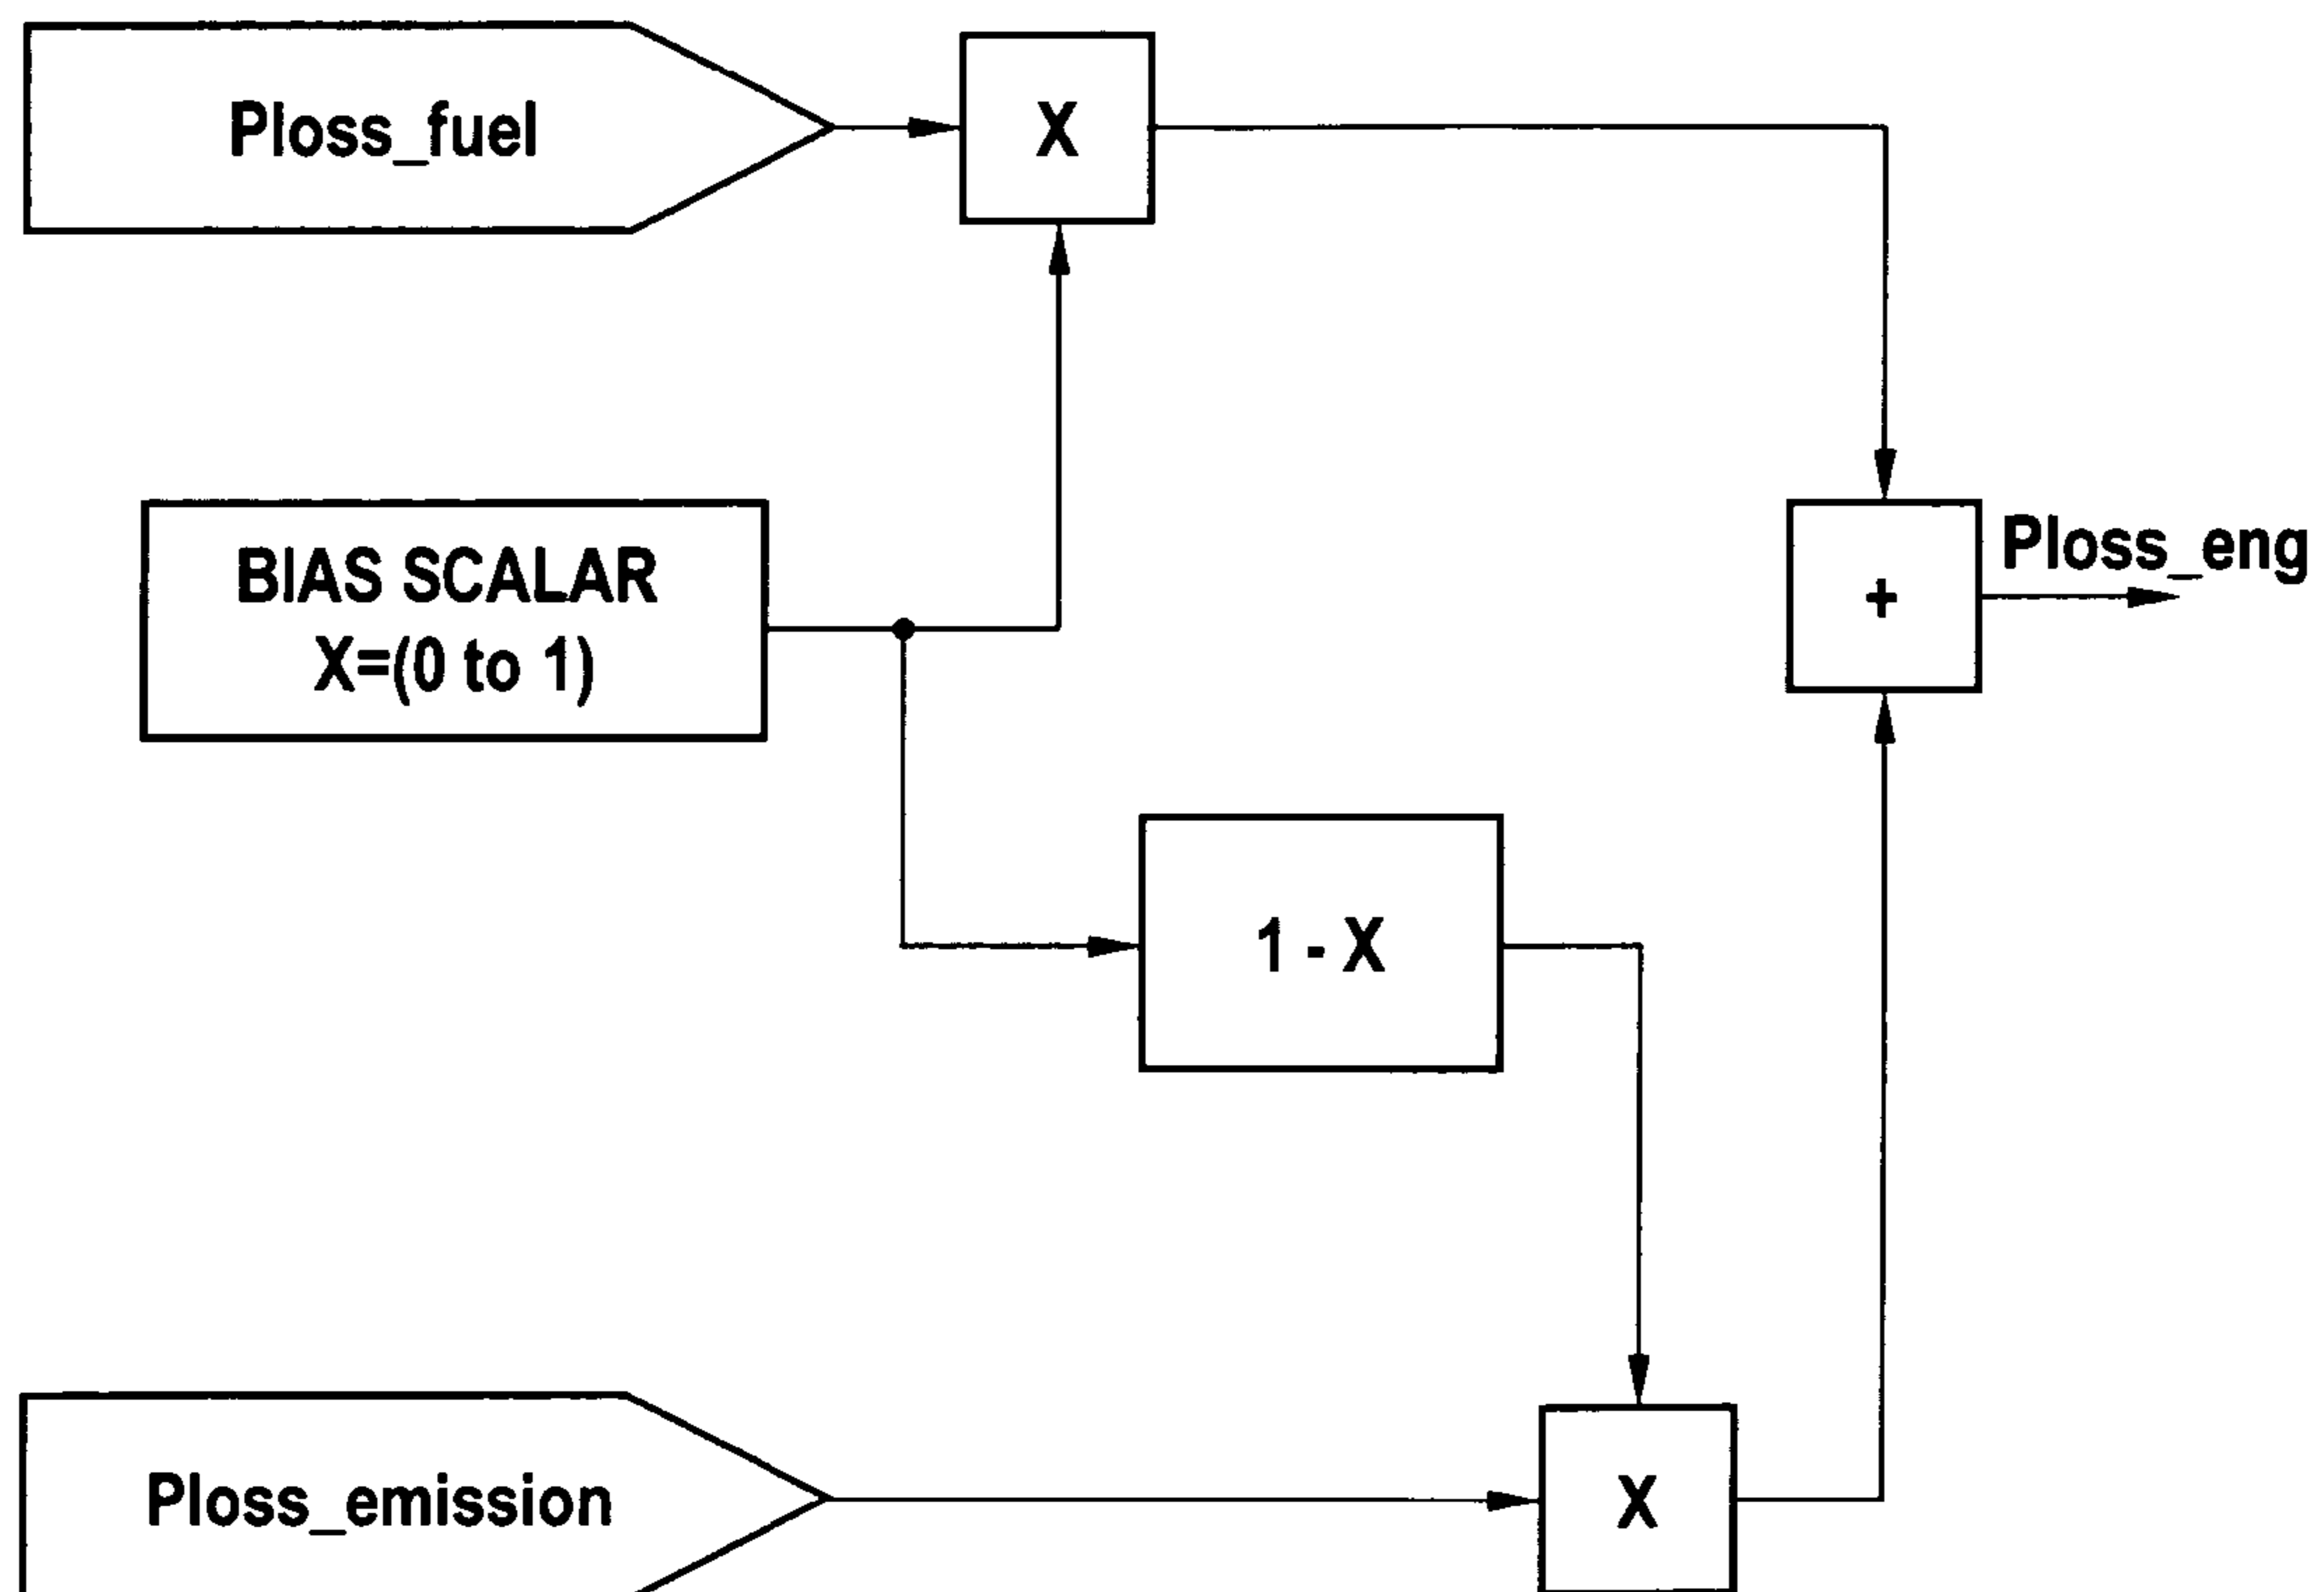 Ploss_fuel
X
BIAS SCALAR
X=(0 to 1)
Ploss_eng
+
1 - X
Ploss_emission
X